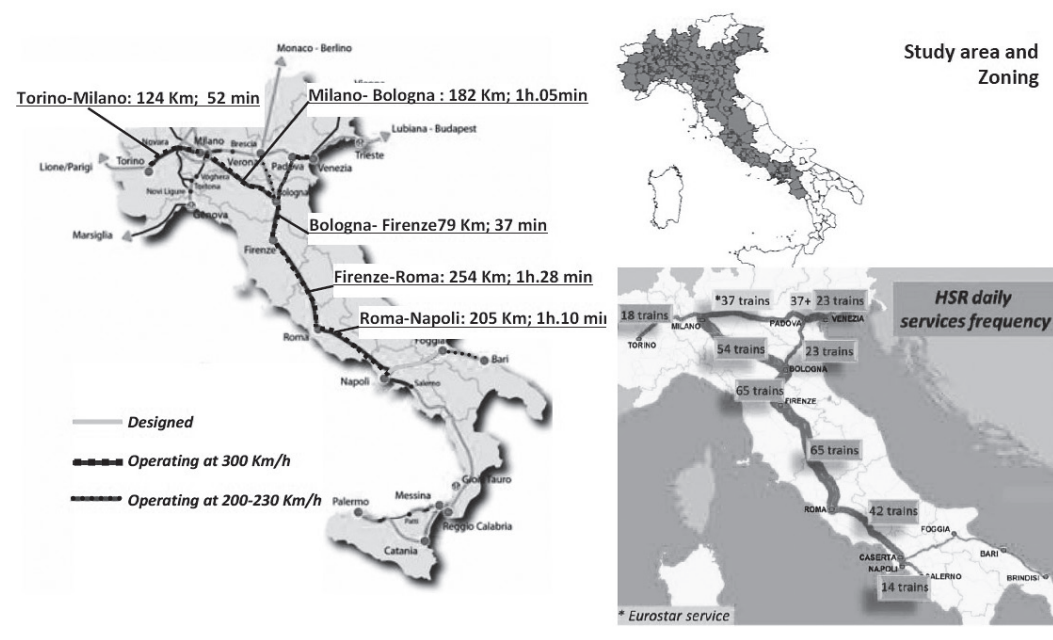 Monaco - Berlino
Torino-Milano: 124 Km; 52 min
Milano- Bologna : 182 Km; 1h.05min
Lubiana - Budapest
Novara
Milano
Brescia
Trieste
Lione/Parigi
Torino
Verona
Padova
Venezia
Voghera
Tortona
Novi Ligure
Bologna
Genova
Marsiglia
Bologna- Firenze79 Km; 37 min
Firenze
Firenze-Roma: 254 Km; 1h.28 min
Roma-Napoli: 205 Km; 1h.10 min
Roma
Foggia
Bari
Napoli
Salerno
Designed
Operating at 300 Km/h
Operating at 200-230 Km/h
Gioia Tauro
Messina
Palermo
Patti
Reggio Calabria
Catania
Study area and
Zoning
HSR daily
services frequency
*37 trains
37+ 23 trains
18 trains
MILANO
PADOVA
VENEZIA
TORINO
54 trains
23 trains
BOLOGNA
65 trains
FIRENZE
65 trains
ROMA
42 trains
FOGGIA
CASERTA
BARI
NAPOLI
SALERNO
BRINDISI
14 trains
* Eurostar service